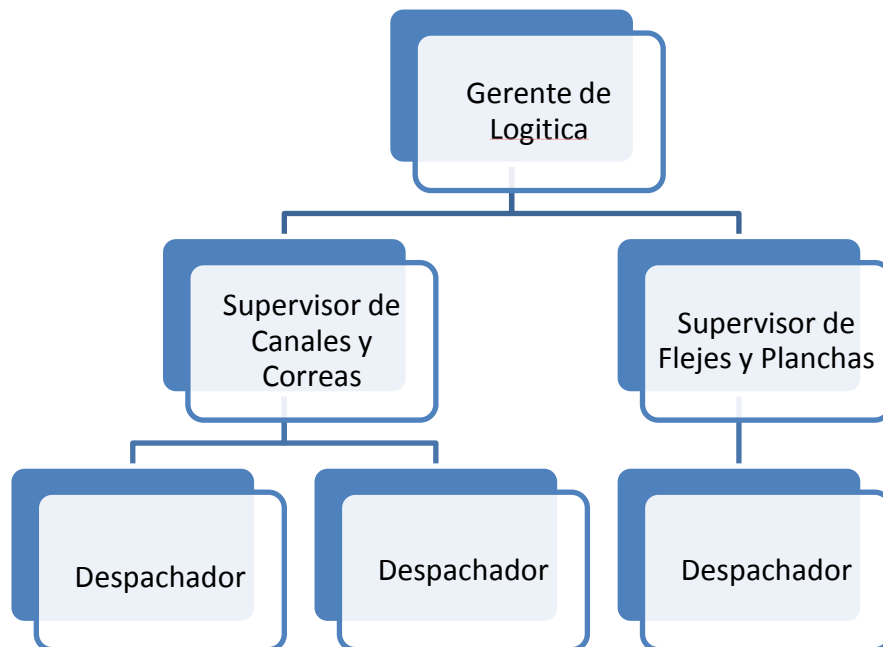 Gerente de
Logitica
Supervisor de
Canales y
Correas
Supervisor de
Flejes y Planchas
Despachador
Despachador
Despachador